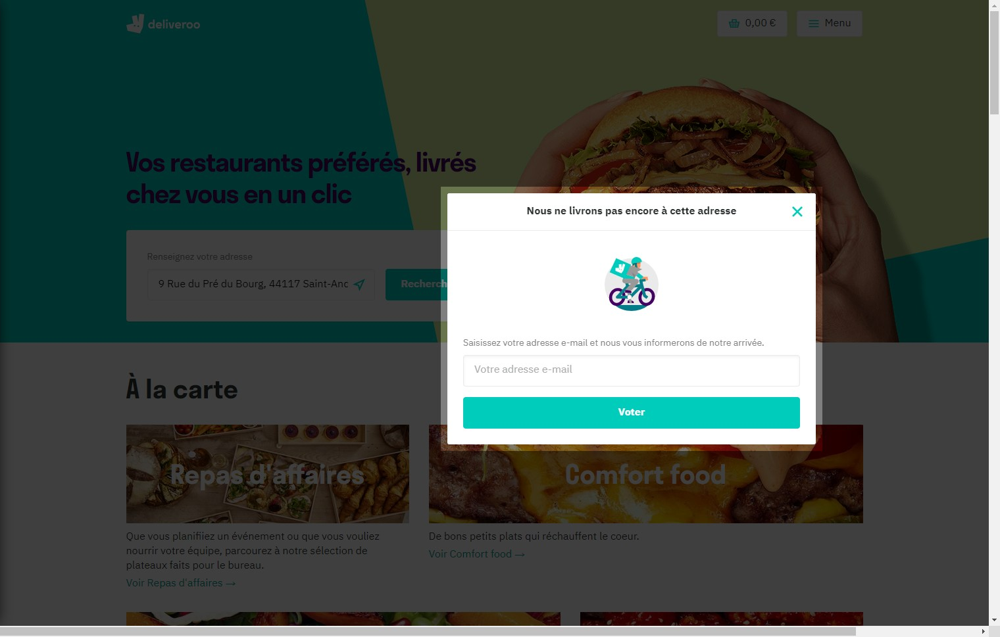 deliveroo
0,00 €
Menu
Vos restaurants préférés, livrés
chez vous en un clic
Nous ne livrons pas encore à cette adresse
Renseignez votre adresse
9 Rue du Pré du Bourg, 44117 Saint-And
Recherch
Saisissez votre adresse e-mail et nous vous informerons de notre arrivée.
Votre adresse e-mail
Voter
À la carte
Repas d'affaires
Comfort food
Que vous planifiiez un événement ou que vous vouliez
nourrir votre équipe, parcourez à notre sélection de
plateaux faits pour le bureau.
Voir Repas d'affaires →
De bons petits plats qui réchauffent le coeur.
Voir Comfort food →